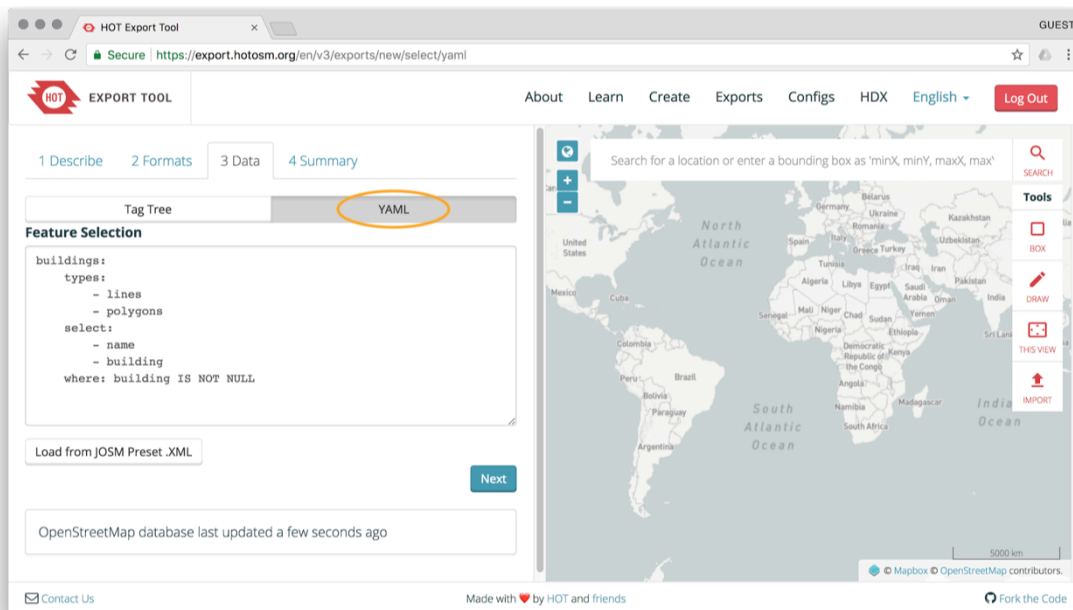 HOT Export Tool
GUEST
Secure https://export.hotosm.org/en/v3/exports/new/select/yaml
HOT EXPORT TOOL About Learn Create Exports Configs HDX English Log Out
1 Describe 2 Formats 3 Data 4 Summary
Tag Tree YAML
Feature Selection
buildings:
types:
- lines
- polygons
select:
- name
- building
where: building IS NOT NULL
Load from JOSM Preset .XML
Next
OpenStreetMap database last updated a few seconds ago
Search for a location or enter a bounding box as 'minX, minY, maxX, max
SEARCH
Tools
BOX
DRAW
THIS VIEW
IMPORT
+
−
North
Atlantic
Ocean
United
States
Mexico
Cuba
Belarus
Germany
Ukraine
Romania
Kazakhstan
Spain
Italy
Greece
Turkey
Uzbekistan
Tunisia
Iraq
Iran
Pakistan
Algeria
Libya
Egypt
Saudi
Arabia
Oman
India
Senegal
Mali
Niger
Chad
Sudan
Yemen
Nigeria
Ethiopia
Sri Lan
Democratic
Republic of
the Congo
Kenya
Colombia
Peru
Brazil
Bolivia
Paraguay
Argentina
Angola
Namibia
Madagascar
South Africa
South
Atlantic
Ocean
India
Ocean
5000 km
© Mapbox © OpenStreetMap contributors.
Contact Us Made with ❤ by HOT and friends Fork the Code